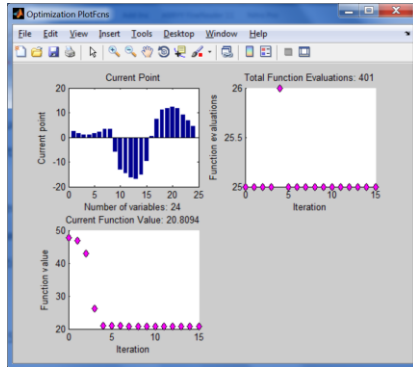 Optimization PlotFcns
File Edit View Insert Tools Desktop Window Help
Current Point
Current point
20
10
0
-10
-20
0 5 10 15 20 25
Number of variables: 24
Total Function Evaluations: 401
Function evaluations
26
25.5
25
0 5 10 15
Iteration
Current Function Value: 20.8094
Function value
50
40
30
20
0 5 10 15
Iteration